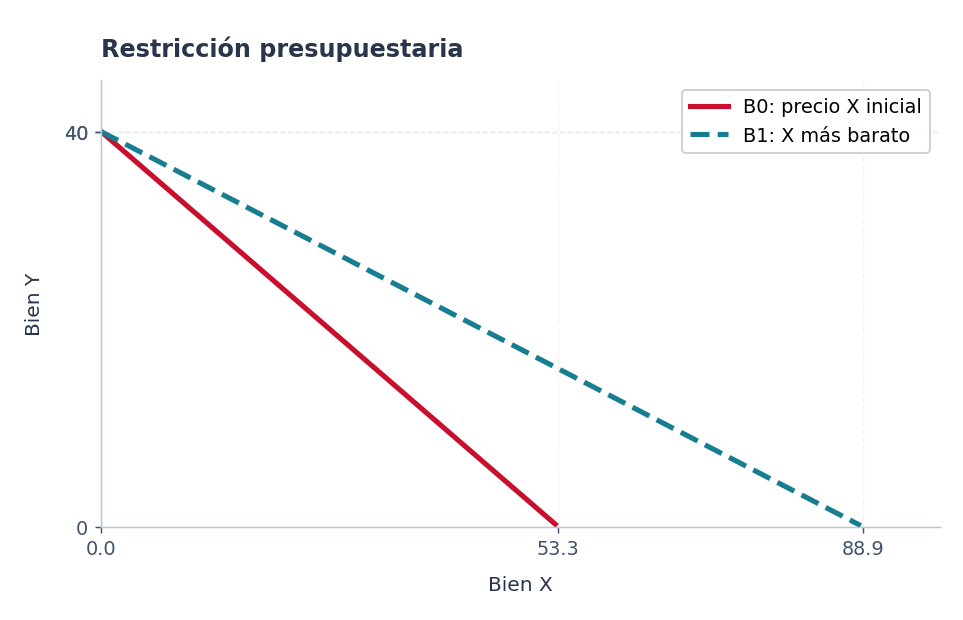 Restricción presupuestaria
B0: precio X inicial
B1: X más barato
40
Bien Y
0
0.0
53.3
88.9
Bien X